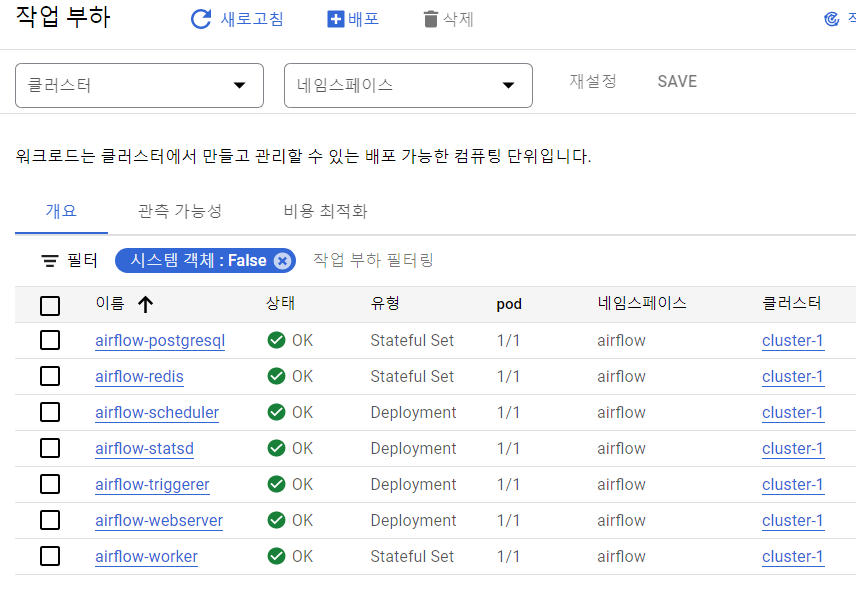 작업 부하 새로고침 배포 삭제
클러스터 네임스페이스 재설정 SAVE
워크로드는 클러스터에서 만들고 관리할 수 있는 배포 가능한 컴퓨팅 단위입니다.
개요 관측 가능성 비용 최적화
필터 시스템 객체 : False 작업 부하 필터링
이름 상태 유형 pod 네임스페이스 클러스터
airflow-postgresql OK Stateful Set 1/1 airflow cluster-1
airflow-redis OK Stateful Set 1/1 airflow cluster-1
airflow-scheduler OK Deployment 1/1 airflow cluster-1
airflow-statsd OK Deployment 1/1 airflow cluster-1
airflow-triggerer OK Deployment 1/1 airflow cluster-1
airflow-webserver OK Deployment 1/1 airflow cluster-1
airflow-worker OK Stateful Set 1/1 airflow cluster-1